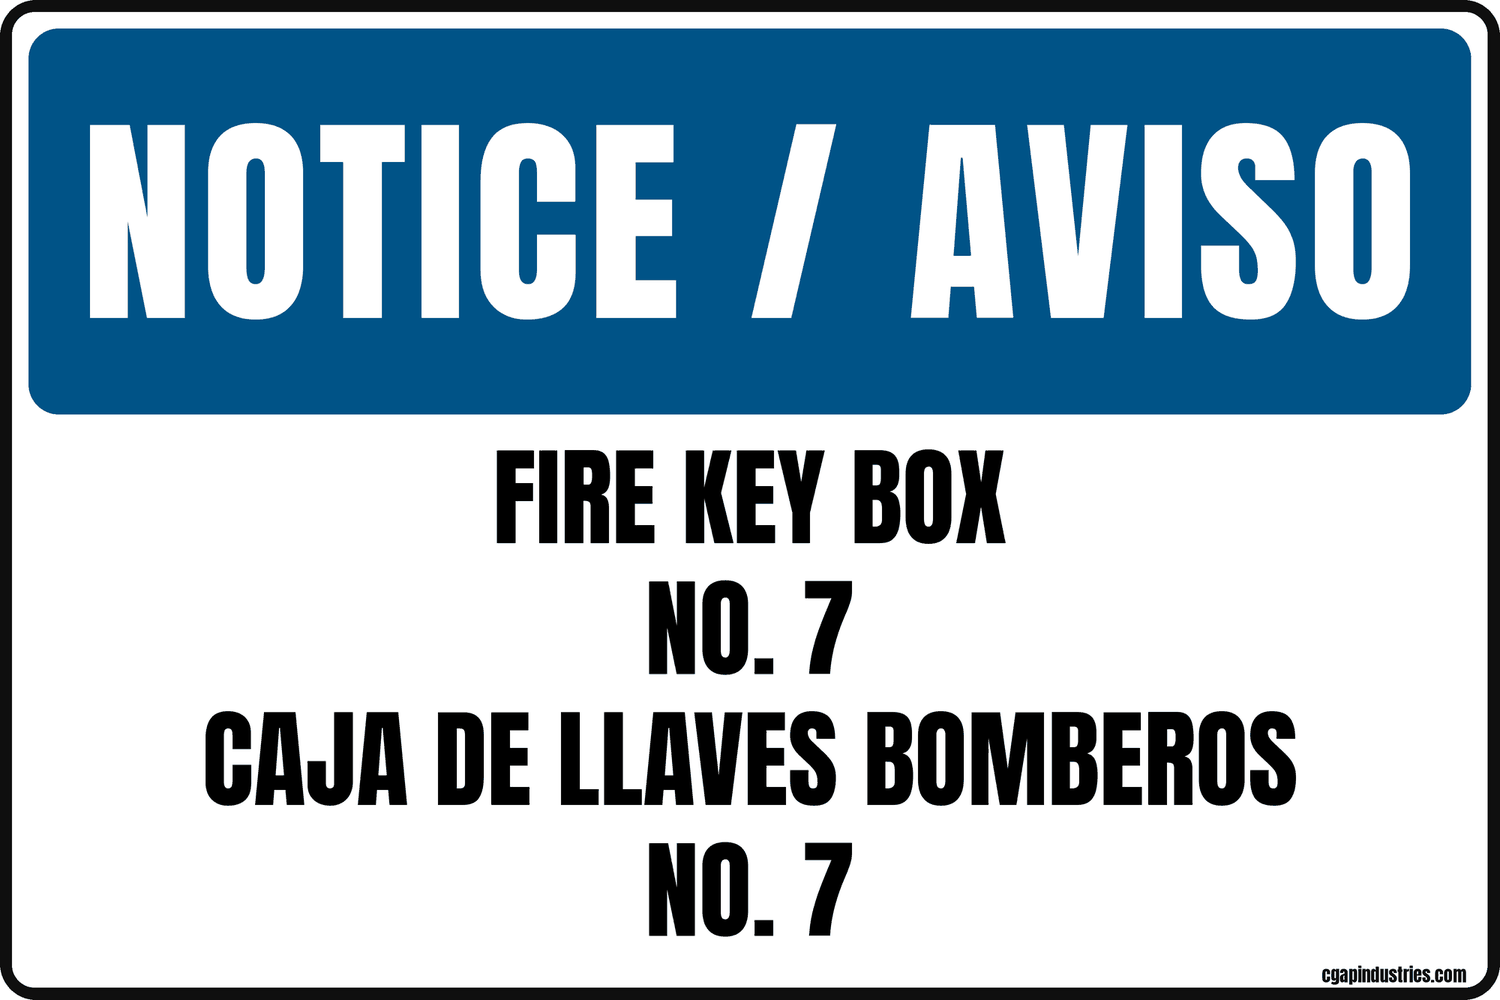 NOTICE / AVISO
FIRE KEY BOX
NO. 7
CAJA DE LLAVES BOMBEROS
NO. 7
cgapindustries.com